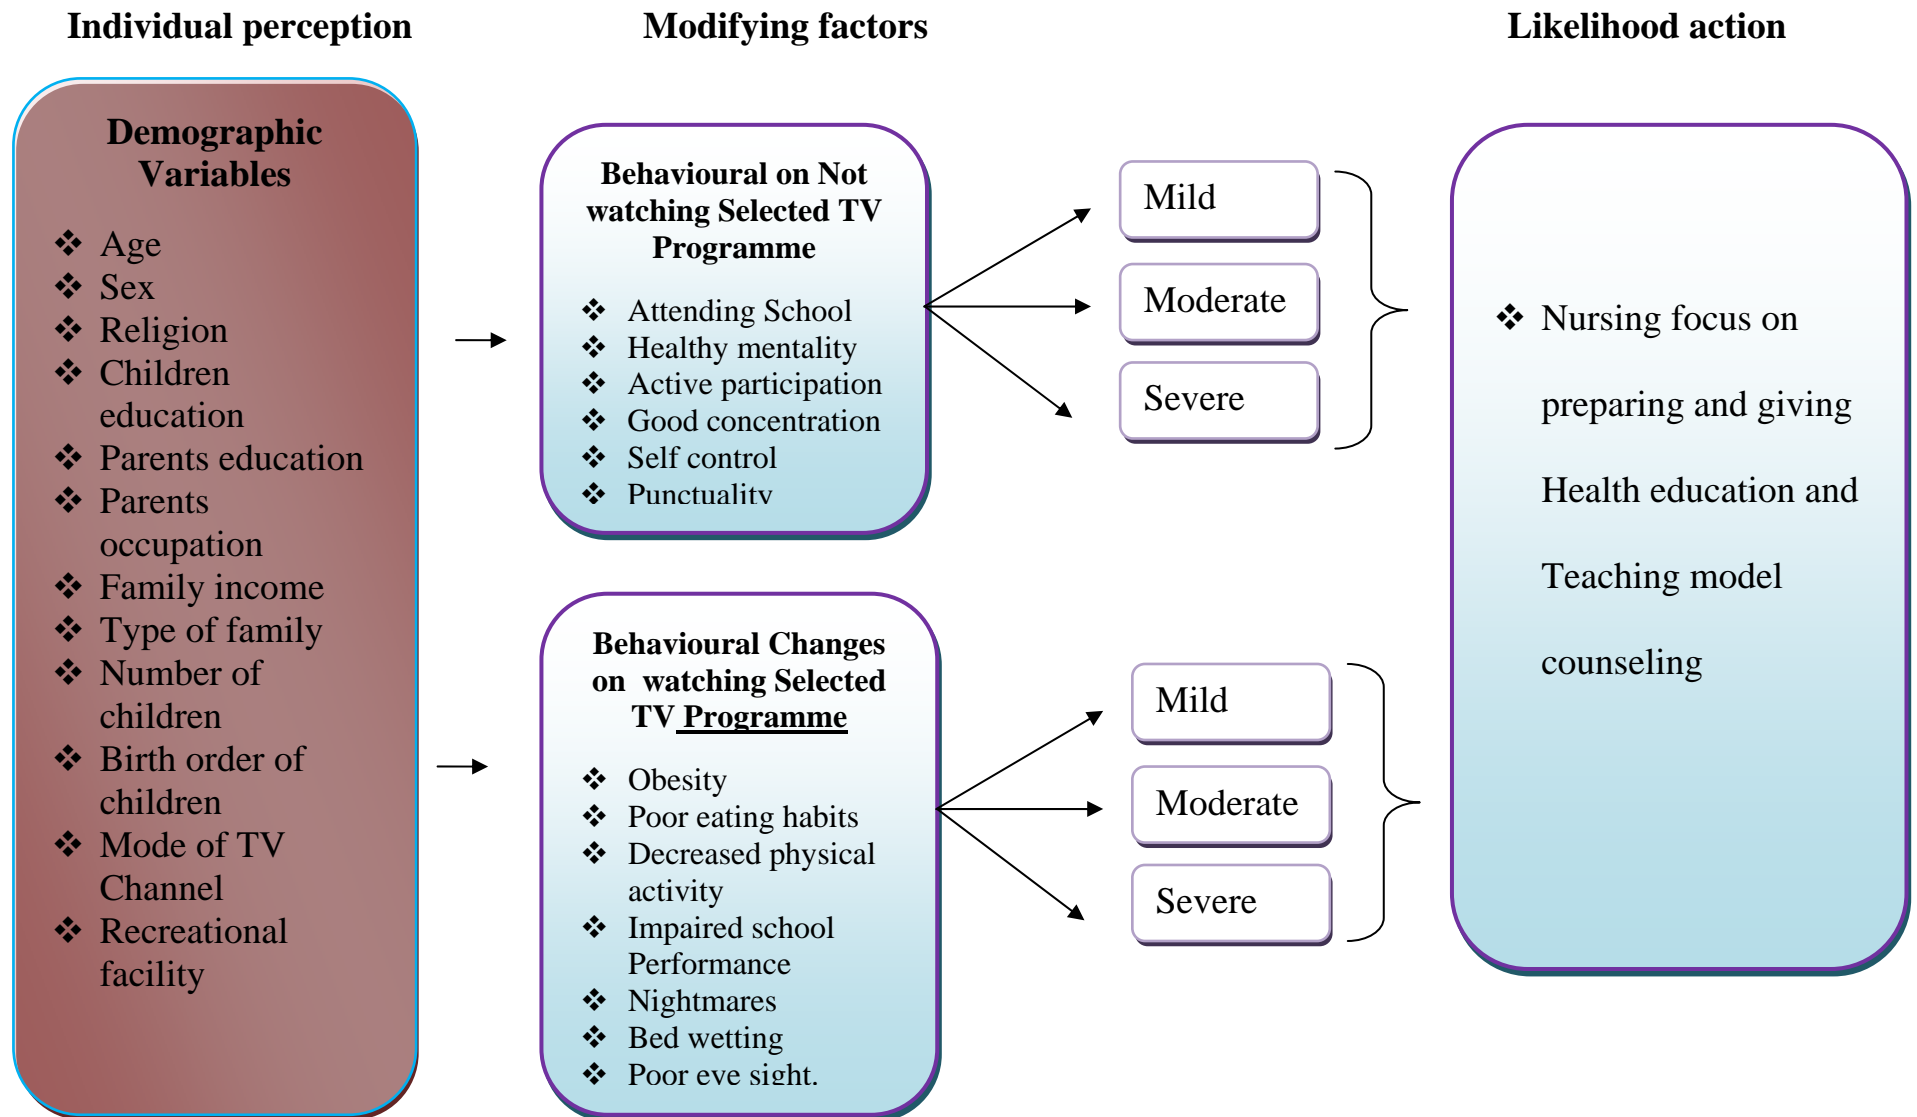 Individual perception
Modifying factors
Likelihood action
Demographic
Variables
❖ Age
❖ Sex
❖ Religion
❖ Children
education
❖ Parents education
❖ Parents
occupation
❖ Family income
❖ Type of family
❖ Number of
children
❖ Birth order of
children
❖ Mode of TV
Channel
❖ Recreational
facility
Behavioural on Not
watching Selected TV
Programme
❖ Attending School
❖ Healthy mentality
❖ Active participation
❖ Good concentration
❖ Self control
❖ Punctuality
Mild
Moderate
Severe
Behavioural Changes
on watching Selected
TV Programme
❖ Obesity
❖ Poor eating habits
❖ Decreased physical
activity
❖ Impaired school
Performance
❖ Nightmares
❖ Bed wetting
❖ Poor eye sight.
Mild
Moderate
Severe
❖ Nursing focus on
preparing and giving
Health education and
Teaching model
counseling